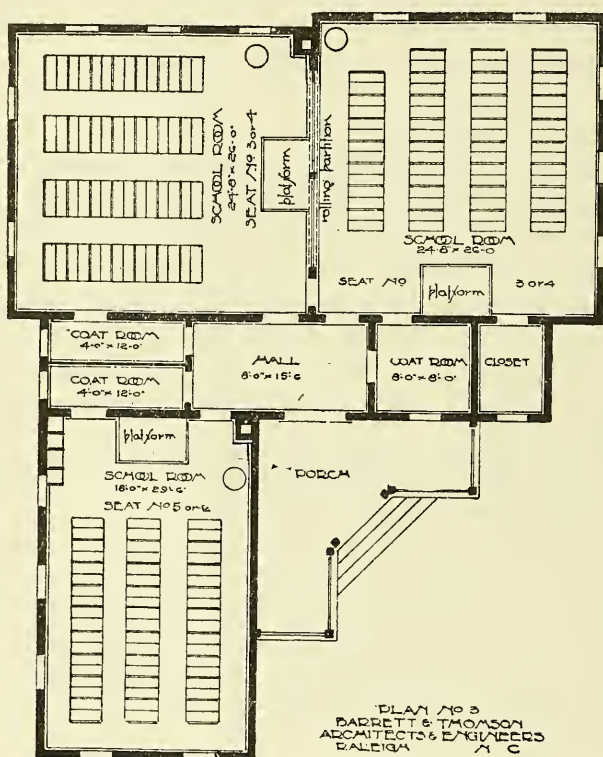 SCHOOL ROOM
24'-8" x 26'-0"
SEAT No 3 or 4
platform
rolling partition
SCHOOL ROOM
24'-8" x 26'-0
SEAT No 3 or 4
platform
COAT ROOM
4'-0" x 12'-0"
COAT ROOM
4'-0" x 12'-0"
HALL
8'-0" x 15'-6
COAT ROOM
8'-0" x 8'-0"
CLOSET
platform
SCHOOL ROOM
18'-0" x 29'-6"
SEAT No 5 or 6
PORCH
PLAN No 3
BARRETT & THOMSON
ARCHITECTS & ENGINEERS
RALEIGH N C